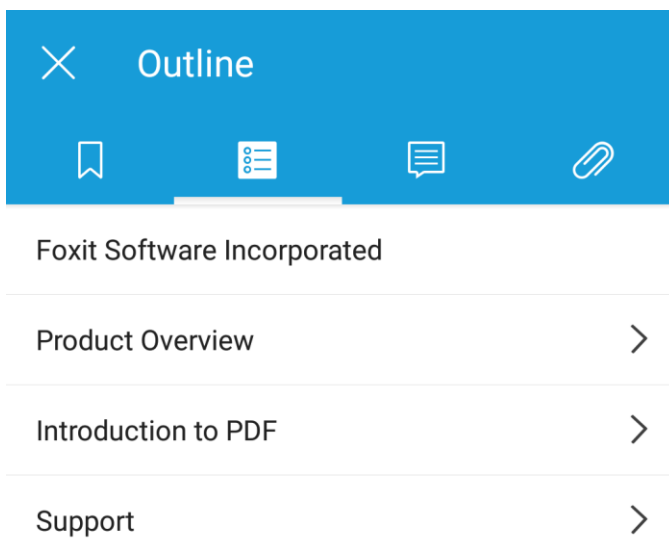 Outline
Foxit Software Incorporated
Product Overview
Introduction to PDF
Support